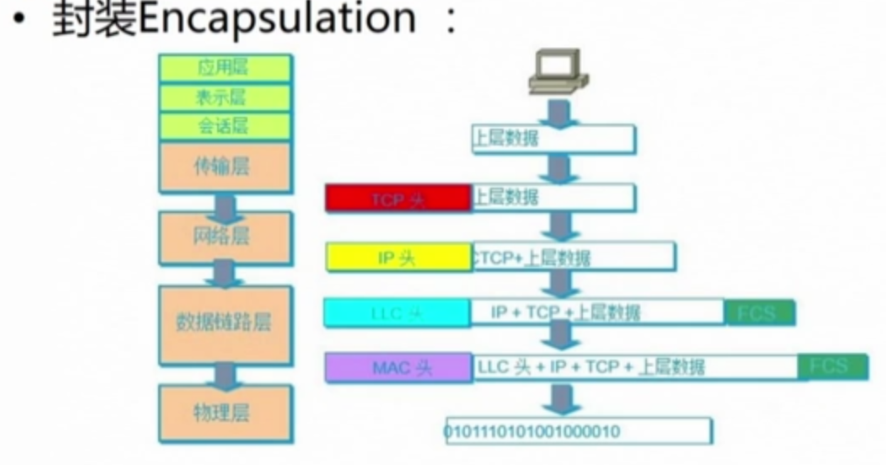 • 封装Encapsulation ：
应用层
表示层
会话层
传输层
网络层
数据链路层
物理层
上层数据
TCP 头 上层数据
IP 头 TCP+上层数据
LLC 头 IP + TCP +上层数据 FCS
MAC 头 LLC 头 + IP + TCP + 上层数据 FCS
0101110101001000010